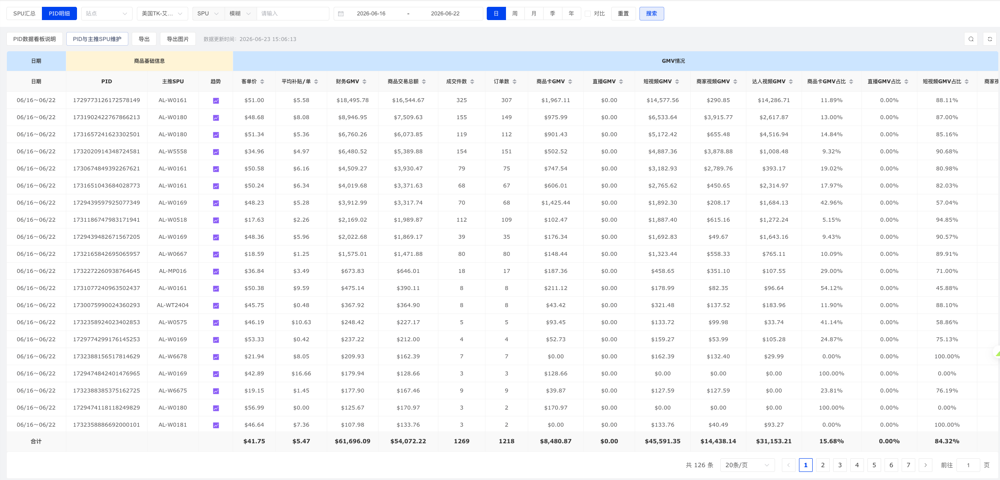 SPU汇总 PID明细 站点 美国TK-艾... SPU 模糊 请输入 2026-06-16 - 2026-06-22 日 周 月 季 年 对比 重置 搜索
PID数据看板说明 PID与主推SPU维护 导出 导出图片 数据更新时间：2026-06-23 15:06:13
日期 商品基础信息 GMV情况
日期 PID 主推SPU 趋势 客单价 平均补贴/单 财务GMV 商品交易总额 成交件数 订单数 商品卡GMV 直播GMV 短视频GMV 商家视频GMV 达人视频GMV 商品卡GMV占比 直播GMV占比 短视频GMV占比 商家视
06/16~06/22 1729773126172578149 AL-W0161 $51.00 $5.58 $18,495.78 $16,544.67 325 307 $1,967.11 $0.00 $14,577.56 $290.85 $14,286.71 11.89% 0.00% 88.11%
06/16~06/22 1731902422767866213 AL-W0180 $48.68 $8.08 $8,946.95 $7,509.63 155 149 $975.99 $0.00 $6,533.64 $3,915.77 $2,617.87 13.00% 0.00% 87.00%
06/16~06/22 1731657241623302501 AL-W0180 $51.34 $5.36 $6,760.26 $6,073.85 119 112 $901.43 $0.00 $5,172.42 $655.48 $4,516.94 14.84% 0.00% 85.16%
06/16~06/22 1732020914348724581 AL-W5558 $34.96 $4.97 $6,480.52 $5,389.88 154 151 $502.52 $0.00 $4,887.36 $3,878.88 $1,008.48 9.32% 0.00% 90.68%
06/16~06/22 1730674849392267621 AL-W0161 $50.58 $6.16 $4,509.27 $3,930.47 79 75 $747.54 $0.00 $3,182.93 $2,789.76 $393.17 19.02% 0.00% 80.98%
06/16~06/22 1731651043684028773 AL-W0161 $50.24 $6.34 $4,019.68 $3,371.63 68 67 $606.01 $0.00 $2,765.62 $450.65 $2,314.97 17.97% 0.00% 82.03%
06/16~06/22 1729439597925077349 AL-W0169 $48.23 $5.28 $3,912.99 $3,317.74 70 68 $1,425.44 $0.00 $1,892.30 $208.17 $1,684.13 42.96% 0.00% 57.04%
06/16~06/22 1731186747983171941 AL-W0518 $17.63 $2.26 $2,169.02 $1,989.87 112 109 $102.47 $0.00 $1,887.40 $615.16 $1,272.24 5.15% 0.00% 94.85%
06/16~06/22 1729439482671567205 AL-W0169 $48.36 $5.96 $2,022.68 $1,869.17 39 35 $176.34 $0.00 $1,692.83 $49.67 $1,643.16 9.43% 0.00% 90.57%
06/16~06/22 1732165842695065957 AL-W0667 $18.59 $1.25 $1,575.01 $1,471.88 80 80 $148.44 $0.00 $1,323.44 $558.33 $765.11 10.09% 0.00% 89.91%
06/16~06/22 1732272260938764645 AL-MP016 $36.84 $3.49 $673.83 $646.01 18 17 $187.36 $0.00 $458.65 $351.10 $107.55 29.00% 0.00% 71.00%
06/16~06/22 1731077240963502437 AL-W0161 $50.38 $9.59 $475.14 $390.11 8 8 $211.12 $0.00 $178.99 $82.35 $96.64 54.12% 0.00% 45.88%
06/16~06/22 1730075990024360293 AL-WT2404 $45.75 $0.48 $367.92 $364.90 8 8 $43.42 $0.00 $321.48 $137.52 $183.96 11.90% 0.00% 88.10%
06/16~06/22 1732358924023402853 AL-W0575 $46.19 $10.63 $248.42 $227.17 5 5 $93.45 $0.00 $133.72 $99.98 $33.74 41.14% 0.00% 58.86%
06/16~06/22 1729774299176145253 AL-W0169 $53.33 $0.42 $237.22 $212.00 4 4 $52.73 $0.00 $159.27 $53.99 $105.28 24.87% 0.00% 75.13%
06/16~06/22 1732388156517814629 AL-W6678 $21.94 $8.05 $209.93 $162.39 7 7 $0.00 $0.00 $162.39 $132.40 $29.99 0.00% 0.00% 100.00%
06/16~06/22 1729474842401476965 AL-W0169 $42.89 $16.66 $179.94 $128.66 3 3 $128.66 $0.00 $0.00 $0.00 $0.00 100.00% 0.00% 0.00%
06/16~06/22 1732388385375162725 AL-W6675 $19.15 $1.45 $177.90 $167.46 9 9 $39.87 $0.00 $127.59 $127.59 $0.00 23.81% 0.00% 76.19%
06/16~06/22 1729474118118249829 AL-W0180 $56.99 $0.00 $125.67 $170.97 3 2 $170.97 $0.00 $0.00 $0.00 $0.00 100.00% 0.00% 0.00%
06/16~06/22 1732358886692000101 AL-W0181 $46.64 $7.36 $107.98 $133.76 3 2 $0.00 $0.00 $133.76 $40.49 $93.27 0.00% 0.00% 100.00%
合计 $41.75 $5.47 $61,696.09 $54,072.22 1269 1218 $8,480.87 $0.00 $45,591.35 $14,438.14 $31,153.21 15.68% 0.00% 84.32%
共 126 条 20条/页 1 2 3 4 5 6 7 前往 1 页